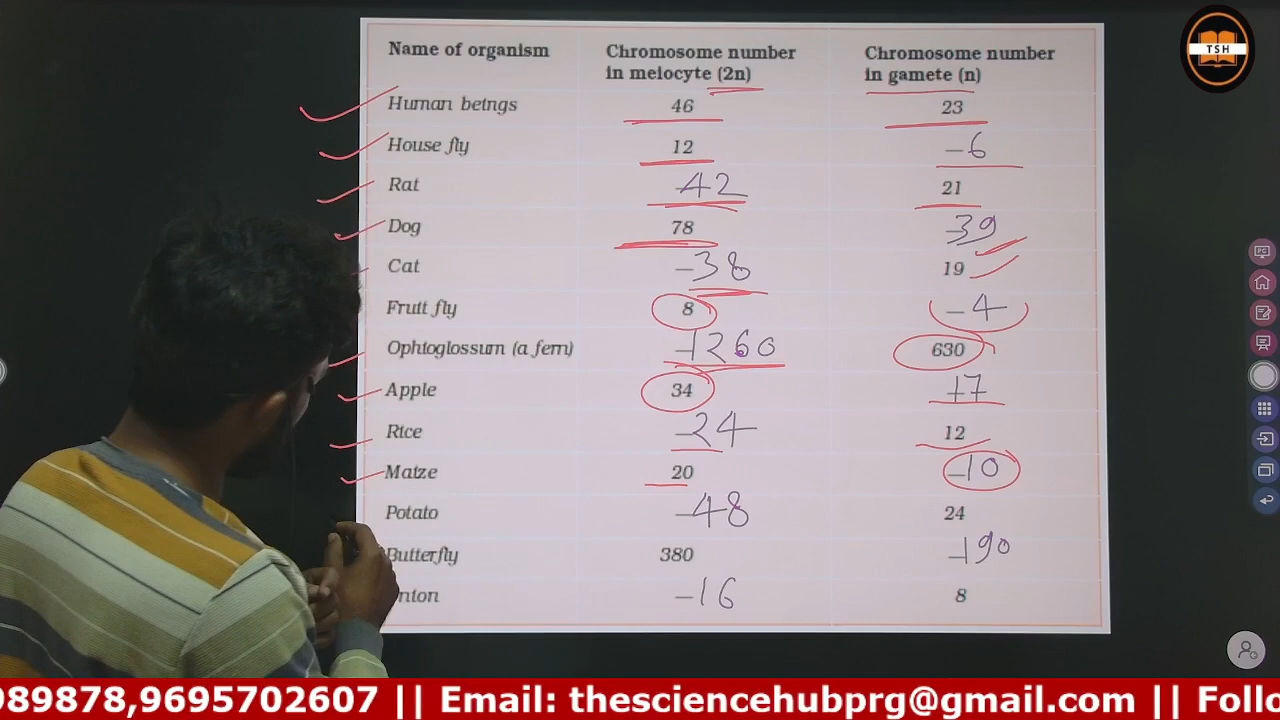 TSH
Name of organism Chromosome number in meiocyte (2n) Chromosome number in gamete (n)
Human beings 46 23
House fly 12 –6
Rat –42 21
Dog 78 –39
Cat –38 19
Fruit fly 8 –4
Ophioglossum (a fern) –1260 630
Apple 34 –17
Rice –24 12
Maize 20 –10
Potato –48 24
Butterfly 380 –190
nion –16 8
989878,9695702607 || Email: thesciencehubprg@gmail.com || Follo